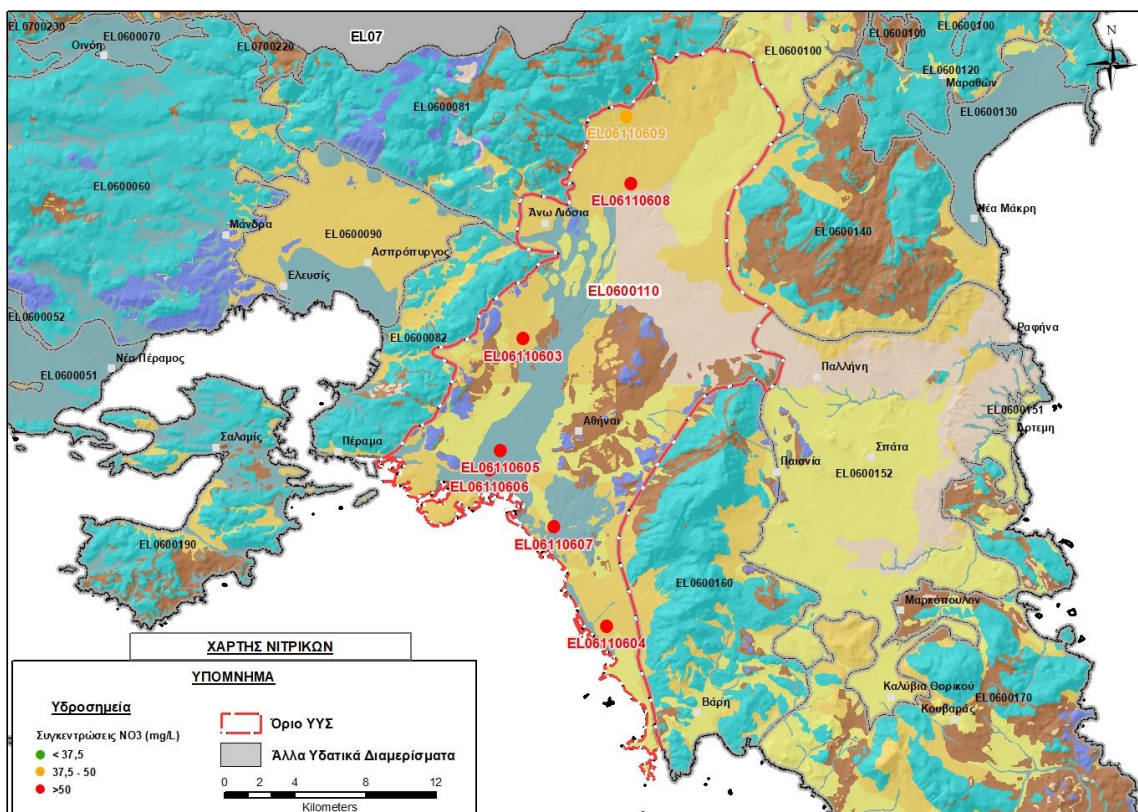 EL0700230
Οινόη
EL0600070
EL0700220
EL07
EL0600081
EL0600100
EL0600100
EL0600100
EL0600120
Μαραθών
EL0600130
N
EL06110609
EL06110608
EL0600060
Μάνδρα
EL0600090
Ασπρόπυργος
Ελευσίς
Άνω Λιόσια
EL0600140
Νέα Μάκρη
EL0600110
EL0600052
EL0600082
Νέα Πέραμος
EL0600051
EL06110603
Ραφήνα
Παλλήνη
EL0600151
Άρτεμη
Σαλαμίς
Πέραμα
Αθήναι
EL06110605
EL06110606
Σπάτα
EL0600152
Παιανία
EL06110607
EL0600190
EL0600160
Μαρκόπουλον
EL06110604
Βάρη
Καλύβια Θορικού
EL0600170
Κουβαράς
ΧΑΡΤΗΣ ΝΙΤΡΙΚΩΝ
ΥΠΟΜΝΗΜΑ
Υδροσημεία
Συγκεντρώσεις NO3 (mg/L)
< 37,5
37,5 - 50
>50
Όριο ΥΥΣ
Άλλα Υδατικά Διαμερίσματα
0 2 4 8 12
Kilometers